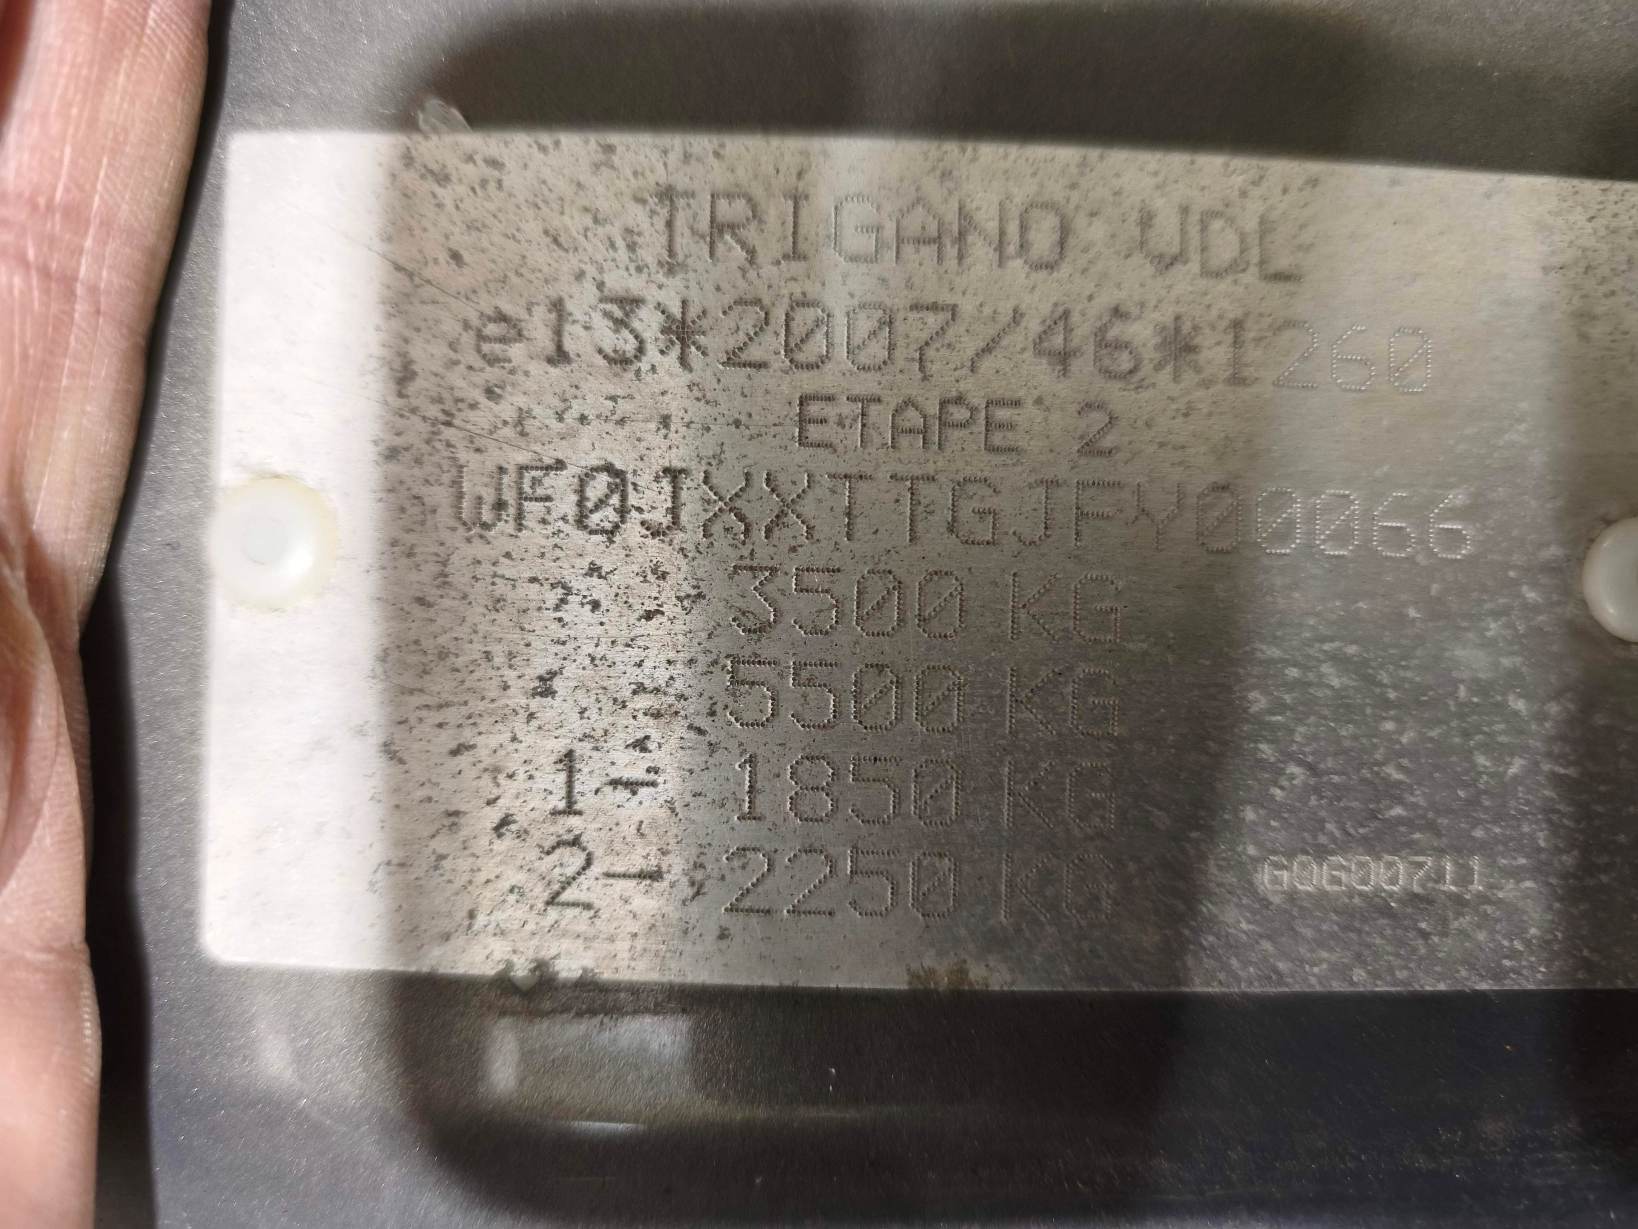 TRIGANO VDL
e13*2007/46*1260
ETAPE 2
WF0JXXTTGJFY00066
3500 KG
- 5500 KG
1- 1850 KG
2- 2250 KG
G0G00711